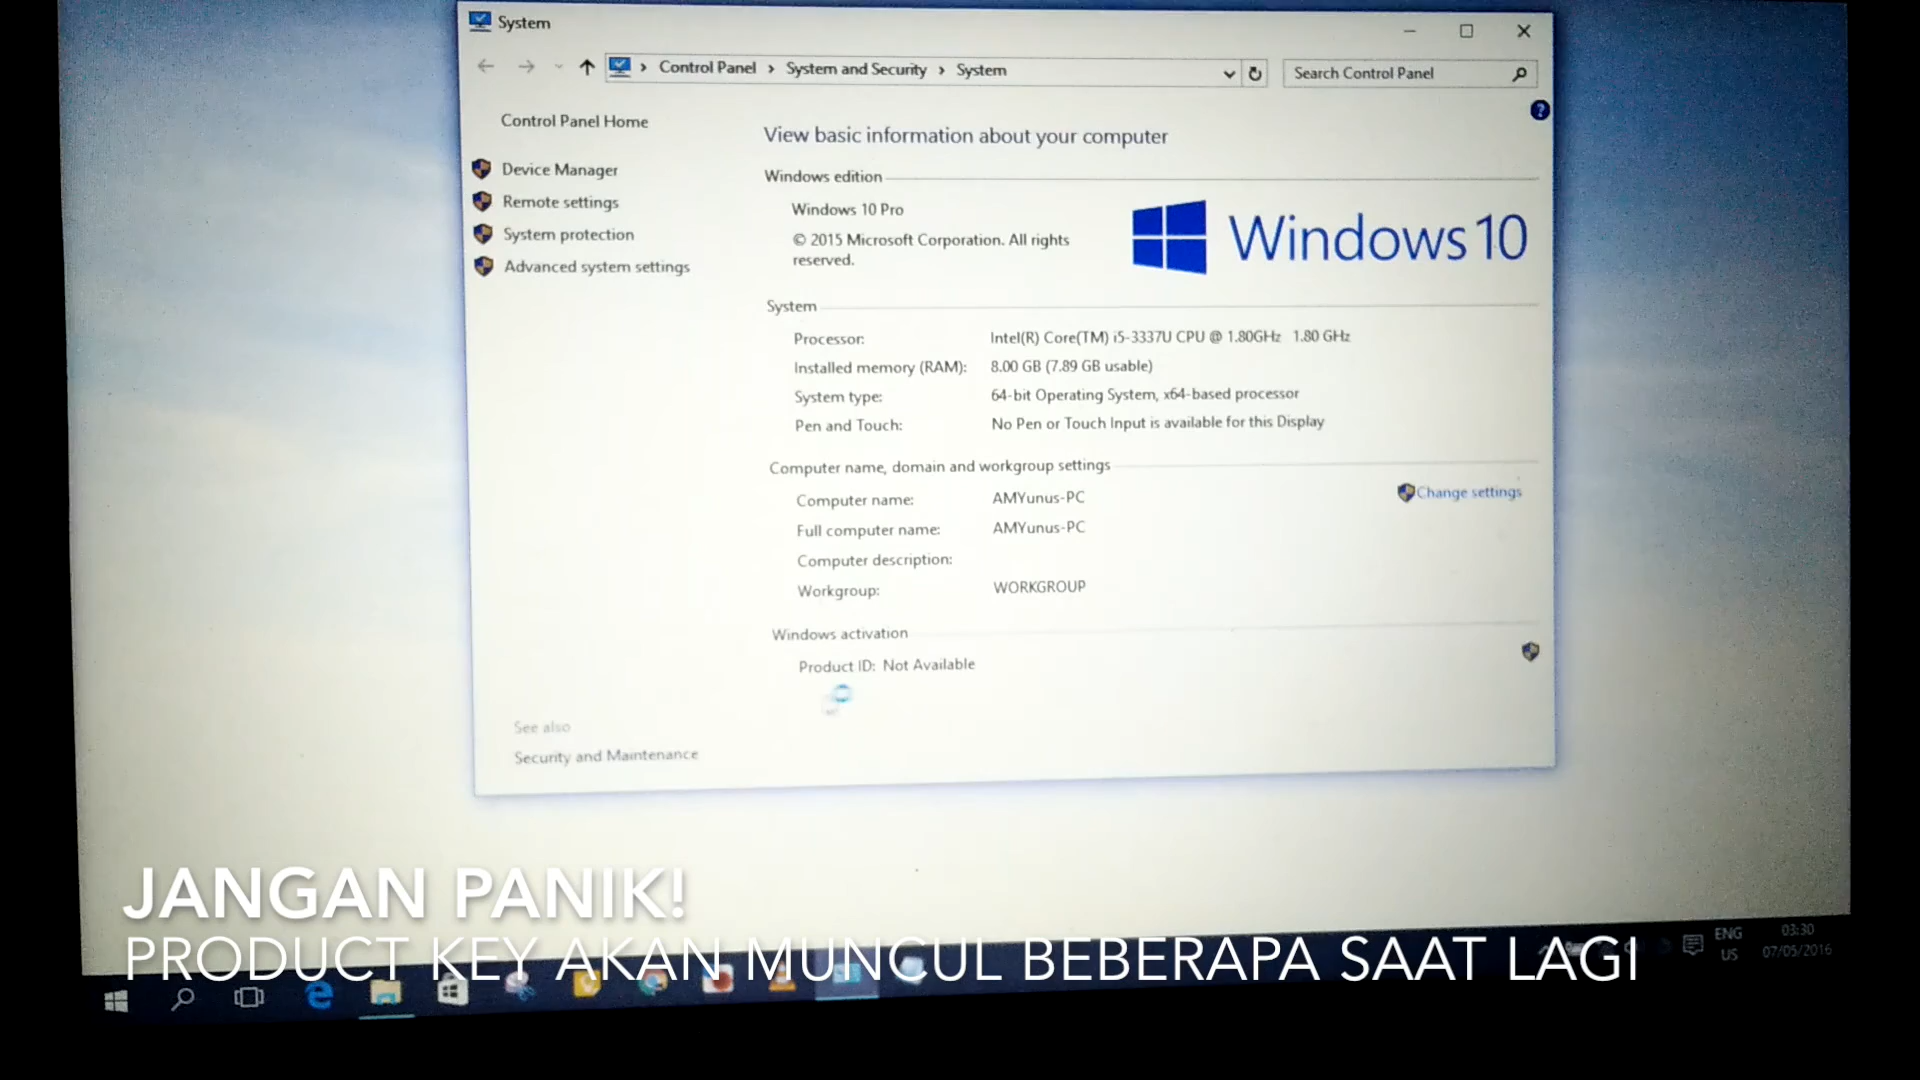 System
Control Panel › System and Security › System
Search Control Panel
?
Control Panel Home
Device Manager
Remote settings
System protection
Advanced system settings
View basic information about your computer
Windows edition
Windows 10 Pro
© 2015 Microsoft Corporation. All rights
reserved.
Windows 10
System
Processor: Intel(R) Core(TM) i5-3337U CPU @ 1.80GHz 1.80 GHz
Installed memory (RAM): 8.00 GB (7.89 GB usable)
System type: 64-bit Operating System, x64-based processor
Pen and Touch: No Pen or Touch Input is available for this Display
Computer name, domain and workgroup settings
Computer name: AMYunus-PC
Change settings
Full computer name: AMYunus-PC
Computer description:
Workgroup: WORKGROUP
Windows activation
Product ID: Not Available
See also
Security and Maintenance
JANGAN PANIK!
PRODUCT KEY AKAN MUNCUL BEBERAPA SAAT LAGI
ENG
US
03:30
07/05/2016